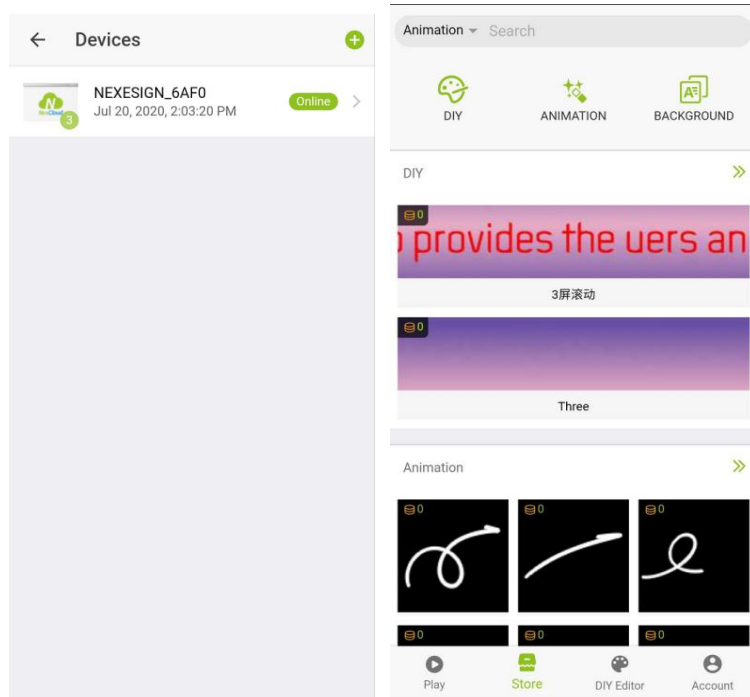 Devices
NEXESIGN_6AF0
Jul 20, 2020, 2:03:20 PM
Online
3
Animation
Search
DIY
ANIMATION
BACKGROUND
DIY
0
provides the uers an
3屏滚动
0
Three
Animation
0
0
0
0
0
0
Play
Store
DIY Editor
Account